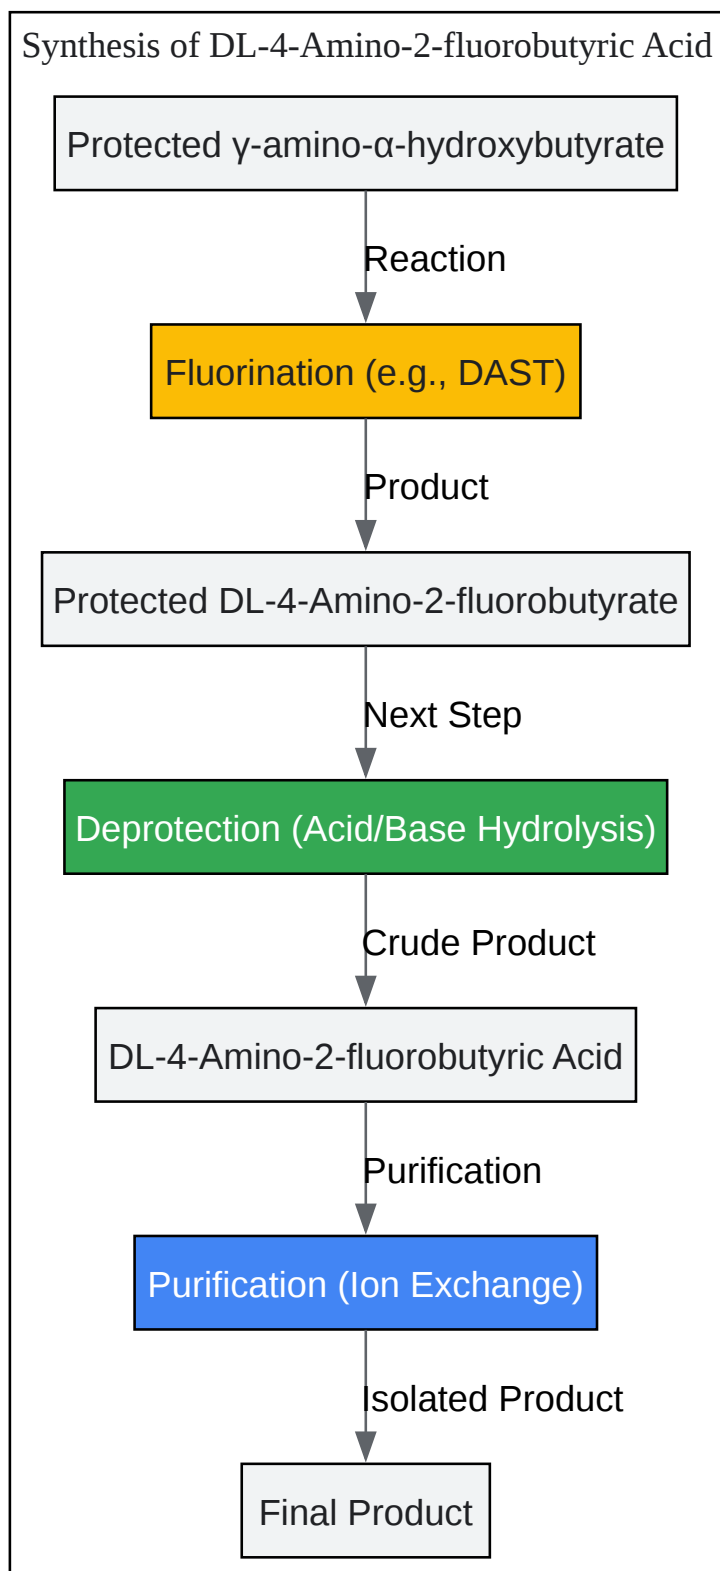 Synthesis of DL-4-Amino-2-fluorobutyric Acid
Protected γ-amino-α-hydroxybutyrate
Reaction
Fluorination (e.g., DAST)
Product
Protected DL-4-Amino-2-fluorobutyrate
Next Step
Deprotection (Acid/Base Hydrolysis)
Crude Product
DL-4-Amino-2-fluorobutyric Acid
Purification
Purification (Ion Exchange)
Isolated Product
Final Product